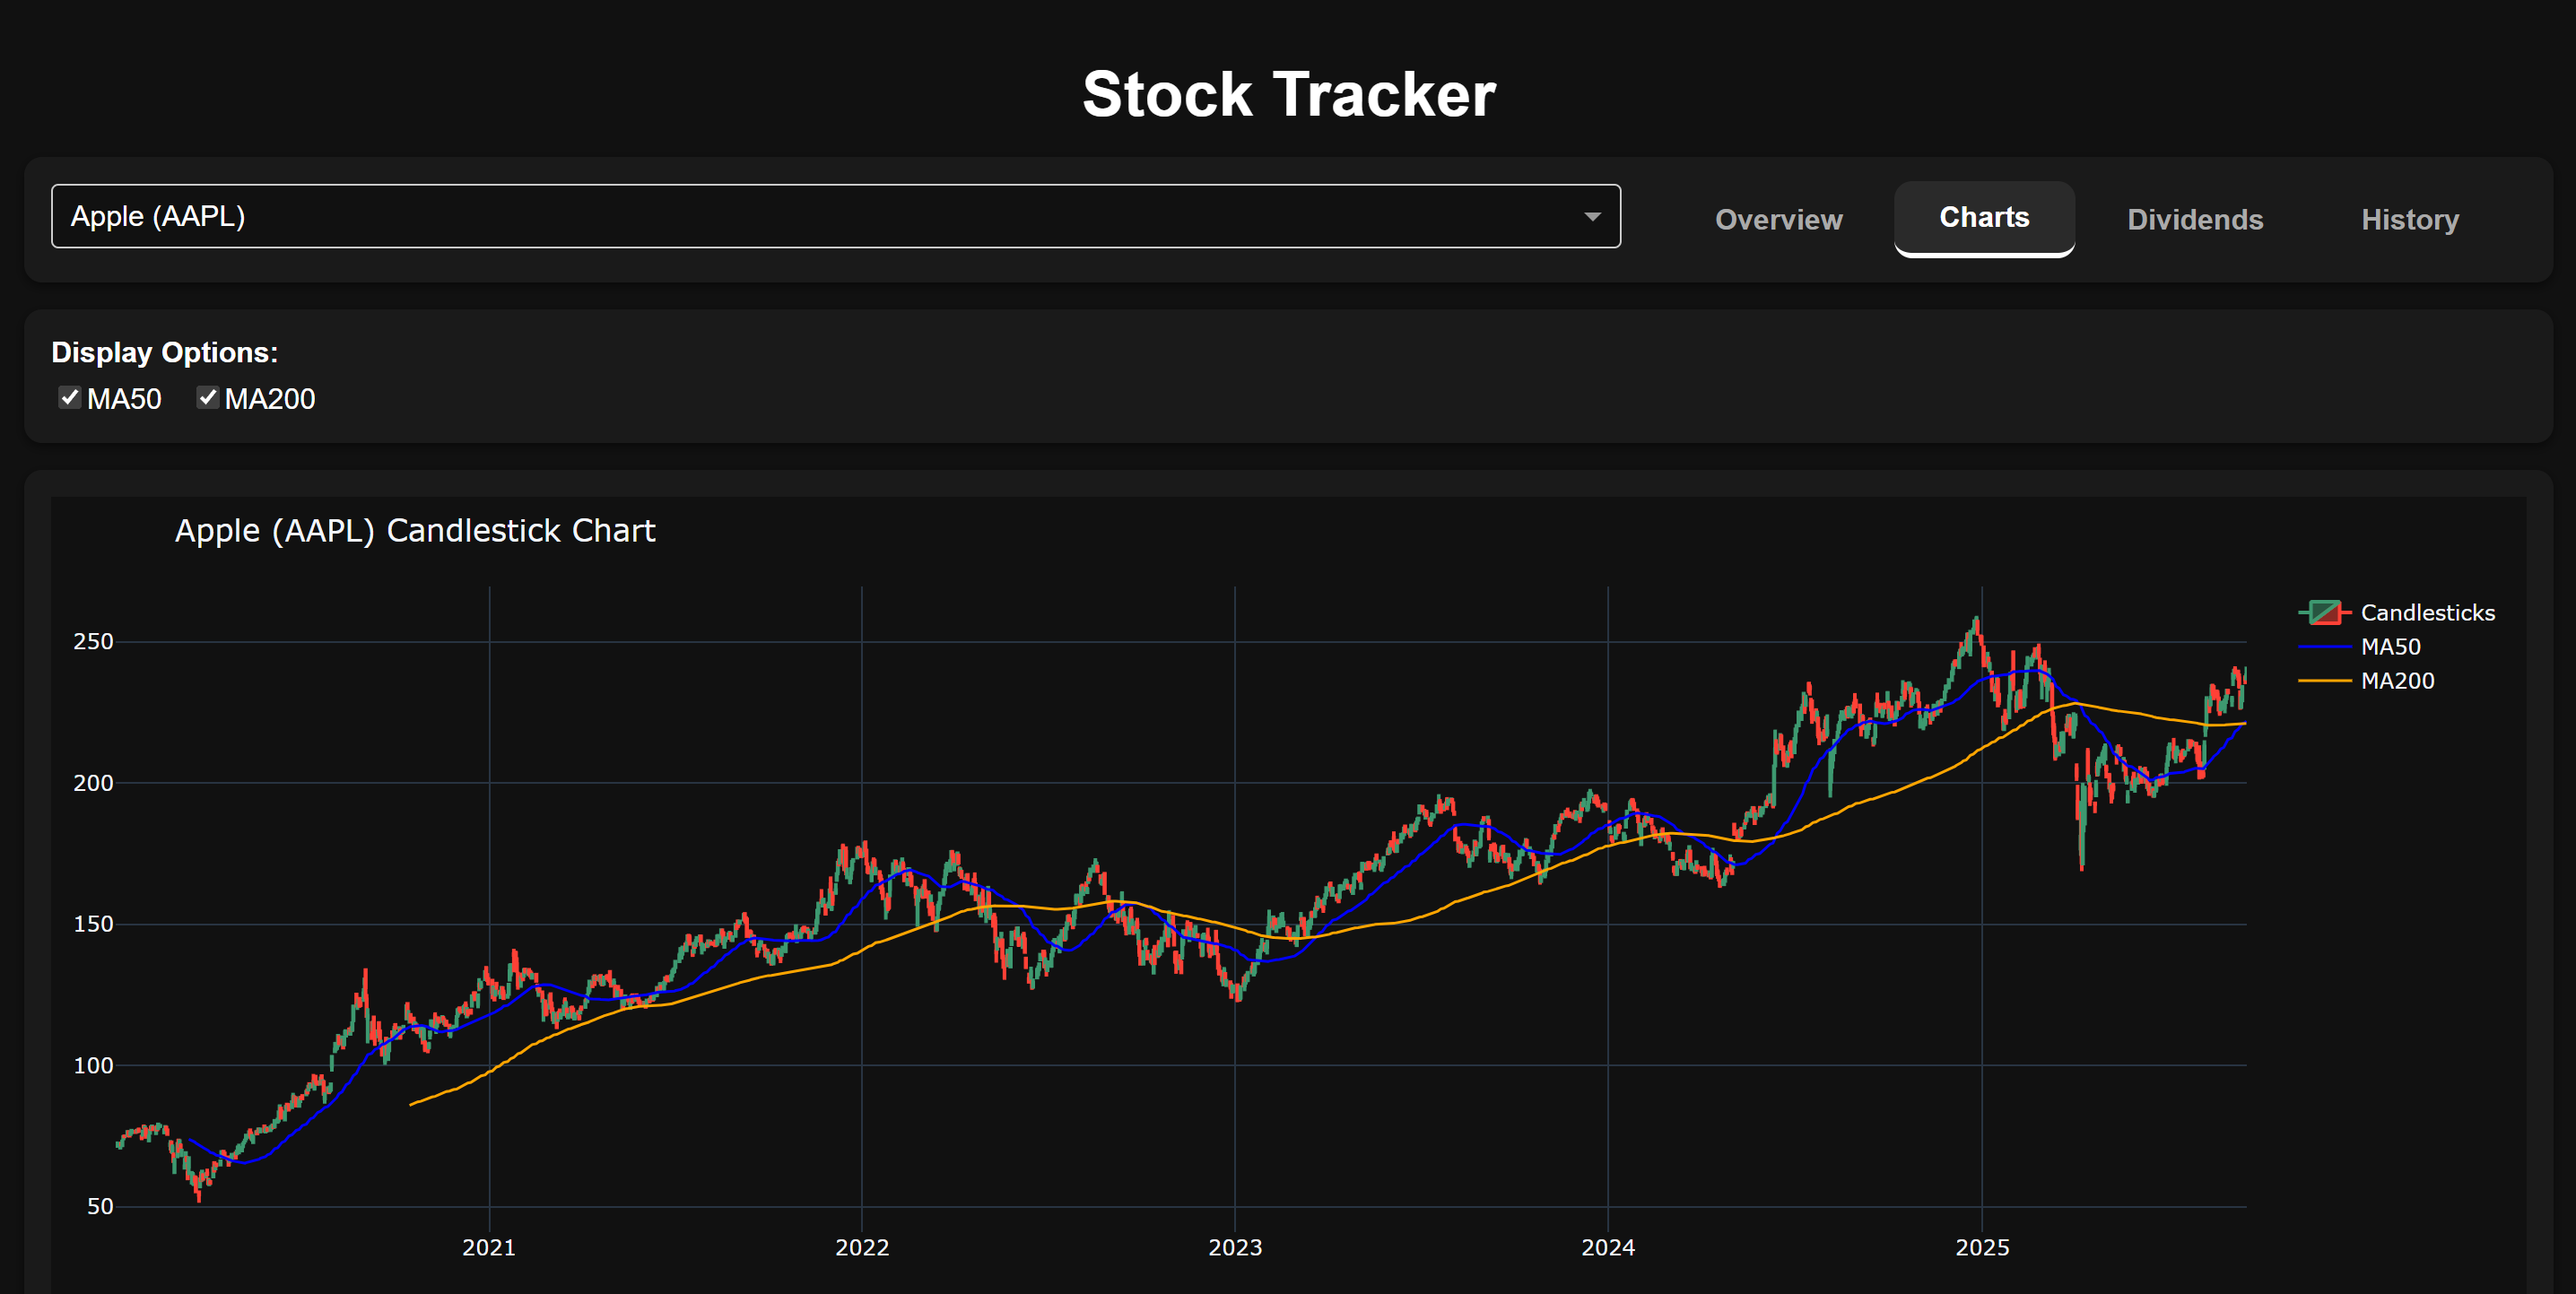 Stock Tracker
Apple (AAPL)
Overview Charts Dividends History
Display Options:
MA50 MA200
Apple (AAPL) Candlestick Chart
Candlesticks
MA50
MA200
250
200
150
100
50
2021 2022 2023 2024 2025